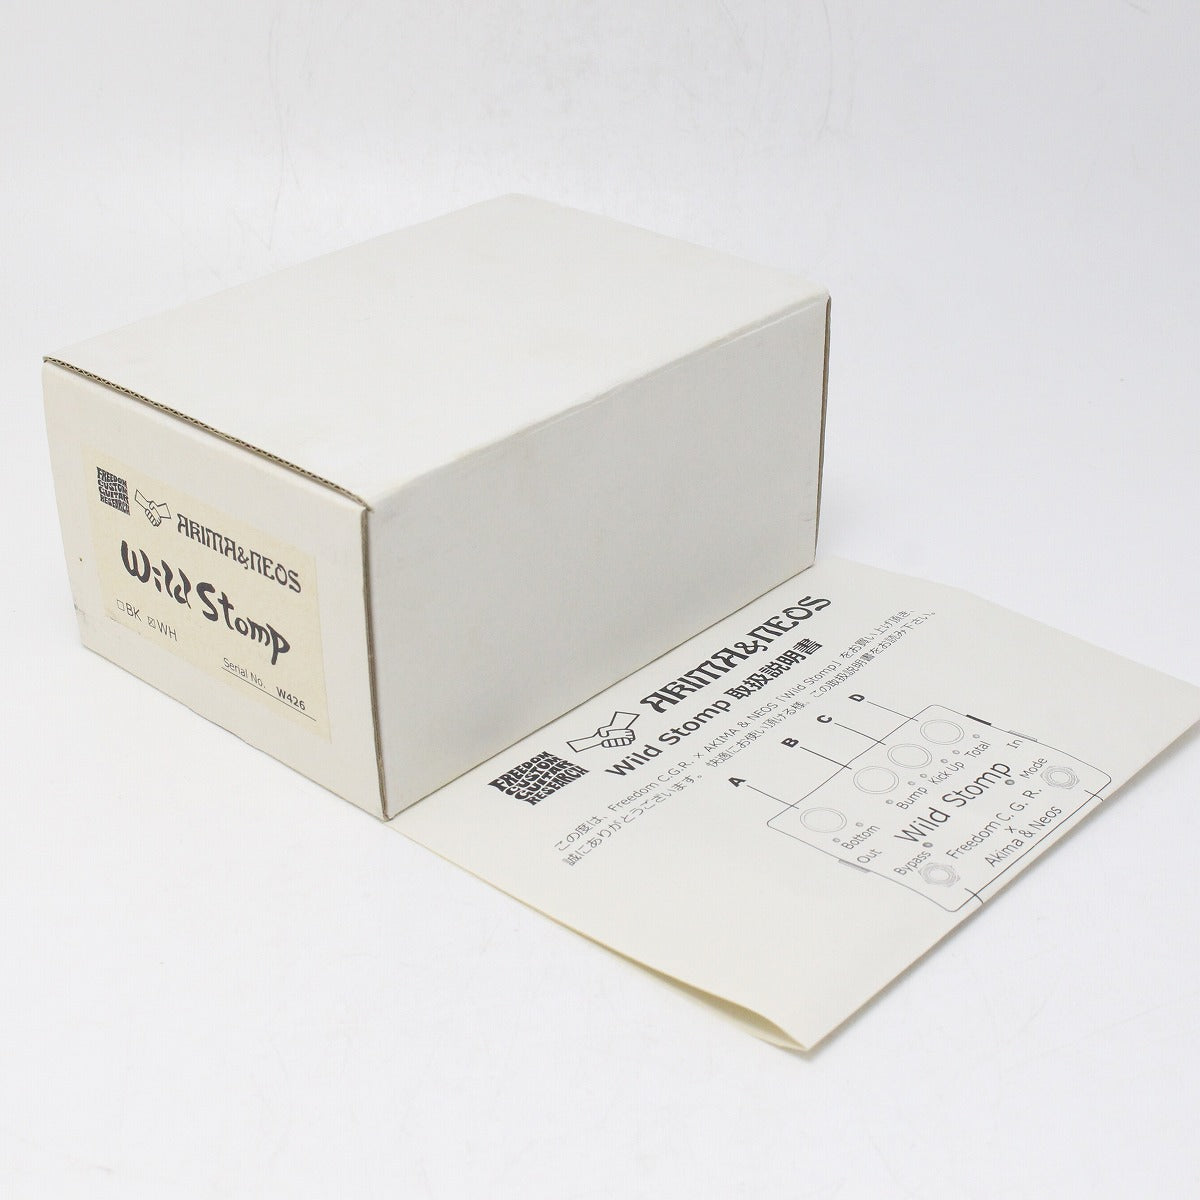 FREEDOM
CUSTOM
GUITAR
RESEARCH
AKIMA&NEOS
Wild Stomp
□BK ☒WH
Serial No. W426
FREEDOM
CUSTOM
GUITAR
RESEARCH
AKIMA&NEOS
Wild Stomp 取扱説明書
この度は、Freedom C.G.R. × AKIMA & NEOS「Wild Stomp」をお買い上げ頂き、
誠にありがとうございます。快適にお使い頂ける様、この取扱説明書をお読み下さい。
A
B
C
D
Bottom
Bump
Kick Up
Total
Out
In
Wild Stomp
Bypass
Mode
Freedom C. G. R.
×
Akima & Neos